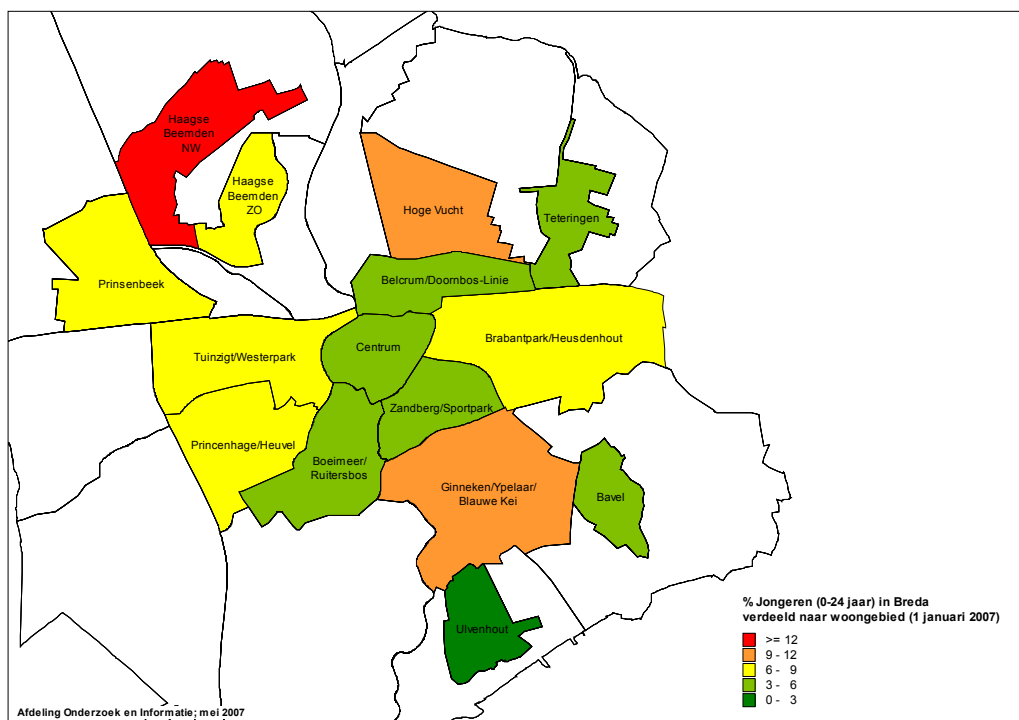 Haagse
Beemden
NW
Haagse
Beemden
ZO
Hoge Vucht
Teteringen
Prinsenbeek
Belcrum/Doornbos-Linie
Tuinzigt/Westerpark
Centrum
Brabantpark/Heusdenhout
Zandberg/Sportpark
Princenhage/Heuvel
Boeimeer/
Ruitersbos
Ginneken/Ypelaar/
Blauwe Kei
Bavel
Ulvenhout
% Jongeren (0-24 jaar) in Breda
verdeeld naar woongebied (1 januari 2007)
>= 12
9 - 12
6 - 9
3 - 6
0 - 3
Afdeling Onderzoek en Informatie; mei 2007